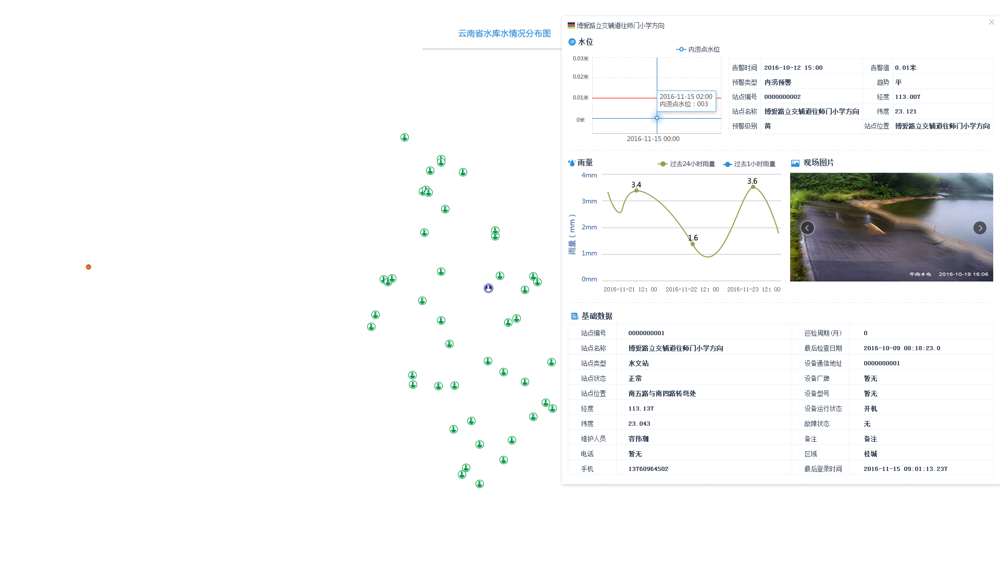 云南省水库水情况分布图
博爱路立交辅道往师门小学方向
水位
内涝点水位
0.03米
0.02米
0.01米
0米
2016-11-15 02:00
内涝点水位：003
2016-11-15 00:00
告警时间 2016-10-12 15:00 告警值 0.01米
预警类型 内涝预警 趋势 平
站点编号 0000000002 经度 113.007
站点名称 博爱路立交辅道往师门小学方向 纬度 23.121
预警级别 黄 站点位置 博爱路立交辅道往师门小学方向
雨量
过去24小时雨量 过去1小时雨量
雨量（mm）
4mm
3mm
2mm
1mm
0mm
3.4
1.6
3.6
2016-11-21 12:00 2016-11-22 12:00 2016-11-23 12:00
现场图片
华南水电 2016-10-19 16:06
基础数据
站点编号 0000000001 巡检周期(月) 0
站点名称 博爱路立交辅道往师门小学方向 最后检查日期 2016-10-09 08:18:23.0
站点类型 水文站 设备通信地址 0000000001
站点状态 正常 设备厂牌 暂无
站点位置 南五路与南四路转弯处 设备型号 暂无
经度 113.137 设备运行状态 开机
纬度 23.043 故障状态 无
维护人员 容伟 备注 备注
电话 暂无 区域 桂城
手机 13760964502 最后登录时间 2016-11-15 09:01:13.237